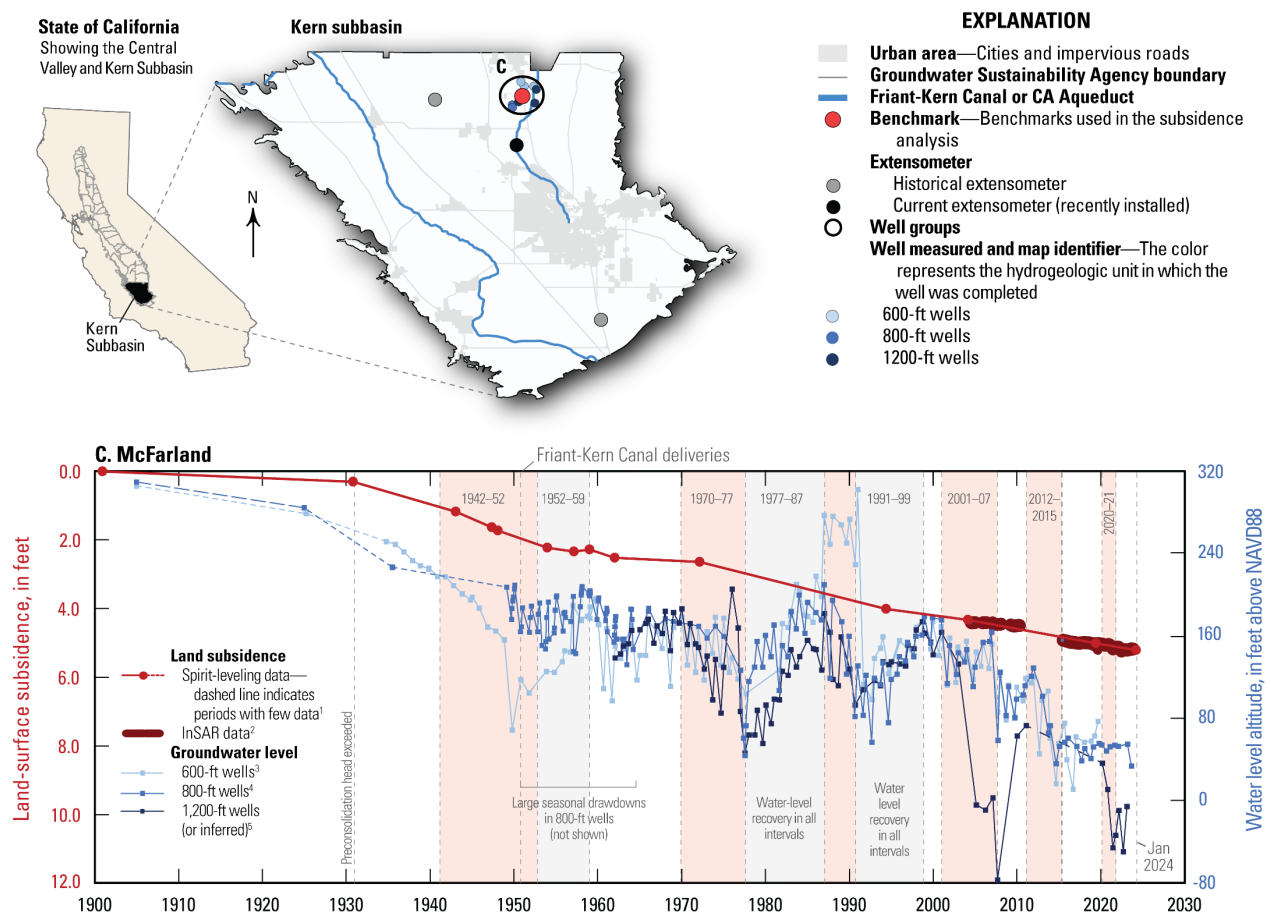 State of California
Showing the Central
Valley and Kern Subbasin
Kern
Subbasin
Kern subbasin
C
N
EXPLANATION
Urban area—Cities and impervious roads
Groundwater Sustainability Agency boundary
Friant-Kern Canal or CA Aqueduct
Benchmark—Benchmarks used in the subsidence
analysis
Extensometer
Historical extensometer
Current extensometer (recently installed)
Well groups
Well measured and map identifier—The color
represents the hydrogeologic unit in which the
well was completed
600-ft wells
800-ft wells
1200-ft wells
C. McFarland
Friant-Kern Canal deliveries
Land-surface subsidence, in feet
0.0
2.0
4.0
6.0
8.0
10.0
12.0
1942–52
1952–59
1970–77
1977–87
1991–99
2001–07
2012–
2015
2020–21
Land subsidence
Spirit-leveling data—
dashed line indicates
periods with few data1
InSAR data2
Groundwater level
600-ft wells3
800-ft wells4
1,200-ft wells
(or inferred)5
Preconsolidation head exceeded
Large seasonal drawdowns
in 800-ft wells
(not shown)
Water-level
recovery in all
intervals
Water
level
recovery
in all
intervals
Jan
2024
320
240
160
80
0
-80
Water level altitude, in feet above NAVD88
1900
1910
1920
1930
1940
1950
1960
1970
1980
1990
2000
2010
2020
2030